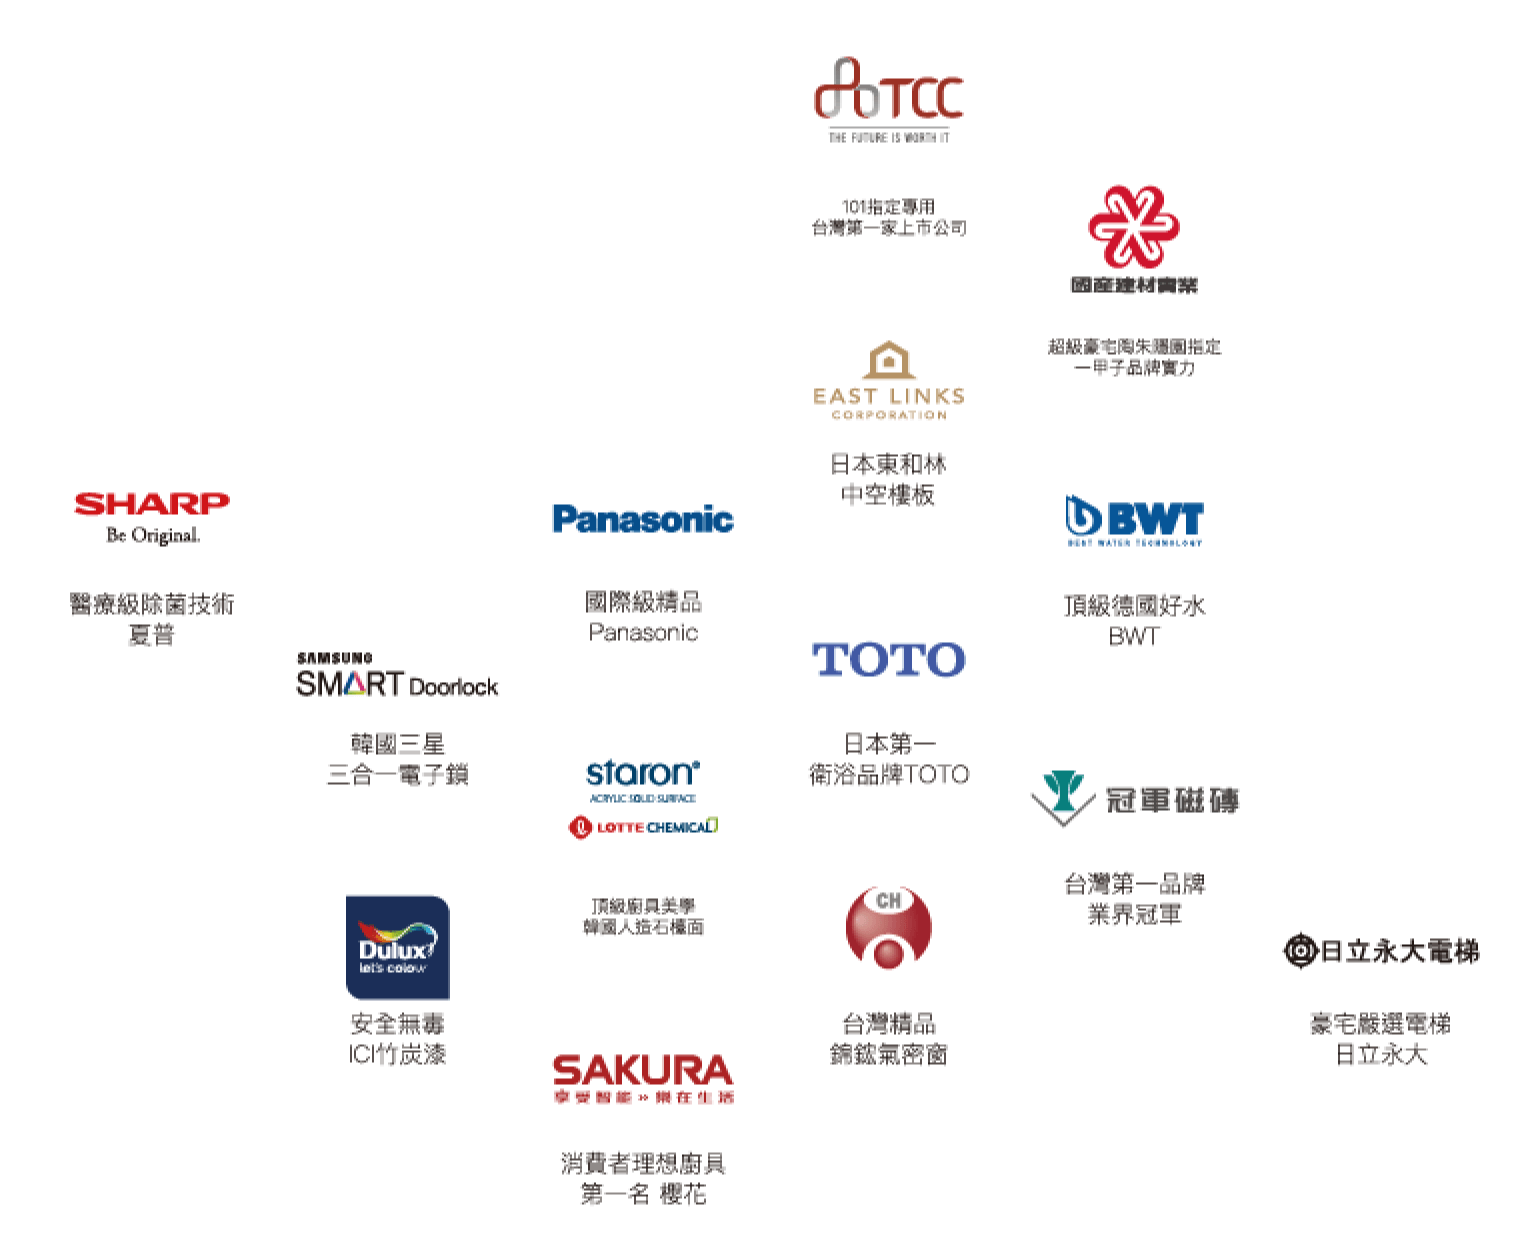 TCC
THE FUTURE IS WORTH IT
101指定專用
台灣第一家上市公司
國產建材實業
超級豪宅陶朱隱園指定
一甲子品牌實力
EAST LINKS
CORPORATION
日本東和林
中空樓板
SHARP
Be Original.
醫療級除菌技術
夏普
Panasonic
國際級精品
Panasonic
BWT
BEST WATER TECHNOLOGY
頂級德國好水
BWT
SAMSUNG
SMART Doorlock
韓國三星
三合一電子鎖
TOTO
日本第一
衛浴品牌TOTO
staron®
ACRYLIC SOLID SURFACE
LOTTE CHEMICAL
頂級廚具美學
韓國人造石檯面
冠軍磁磚
台灣第一品牌
業界冠軍
Dulux
let's colour
安全無毒
ICI竹炭漆
CH
台灣精品
錦鋐氣密窗
日立永大電梯
豪宅嚴選電梯
日立永大
SAKURA
享受智能»樂在生活
消費者理想廚具
第一名 櫻花